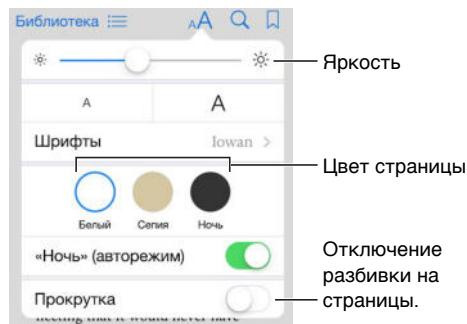 Библиотека AA
Яркость
A A
Шрифты Iowan >
Цвет страницы
Белый Сепия Ночь
«Ночь» (авторежим)
Отключение
разбивки на
страницы.
Прокрутка
that it would never have